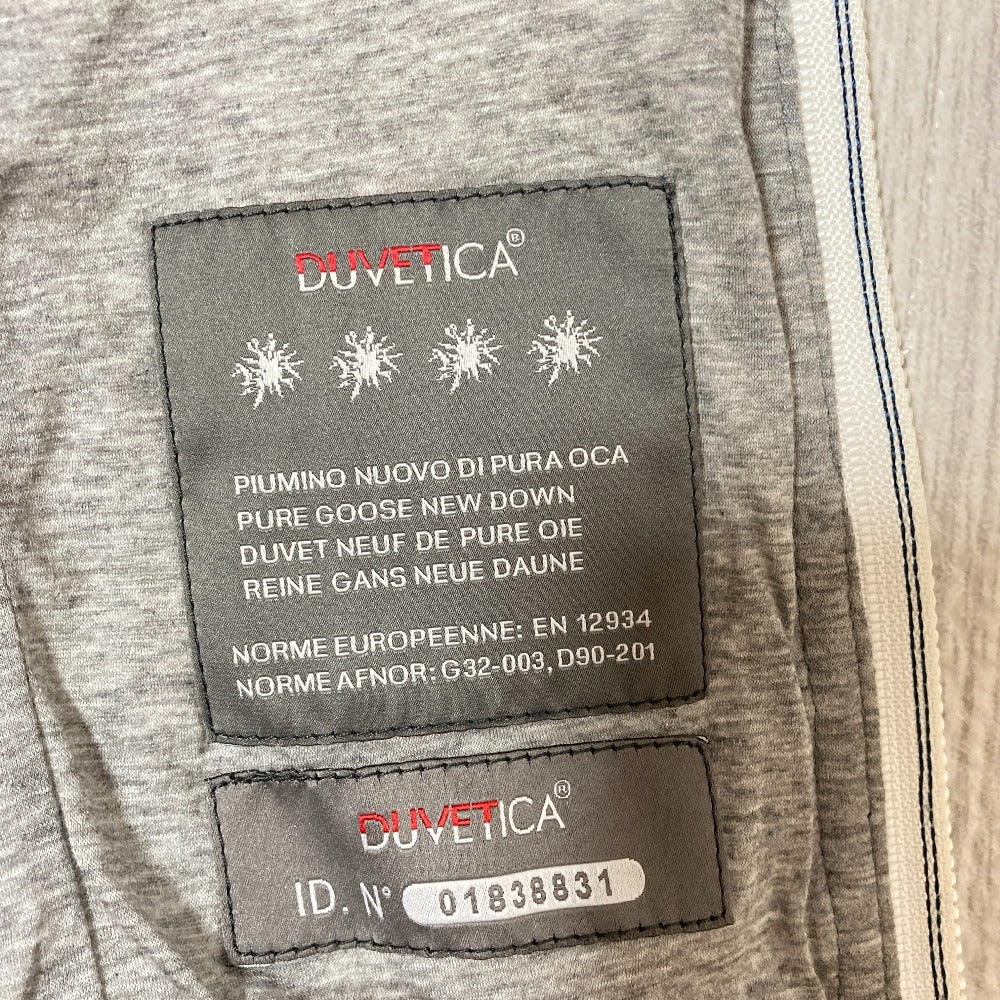 DUVETICA®
PIUMINO NUOVO DI PURA OCA
PURE GOOSE NEW DOWN
DUVET NEUF DE PURE OIE
REINE GANS NEUE DAUNE
NORME EUROPEENNE: EN 12934
NORME AFNOR: G32-003, D90-201
DUVETICA®
ID. N° 01838831